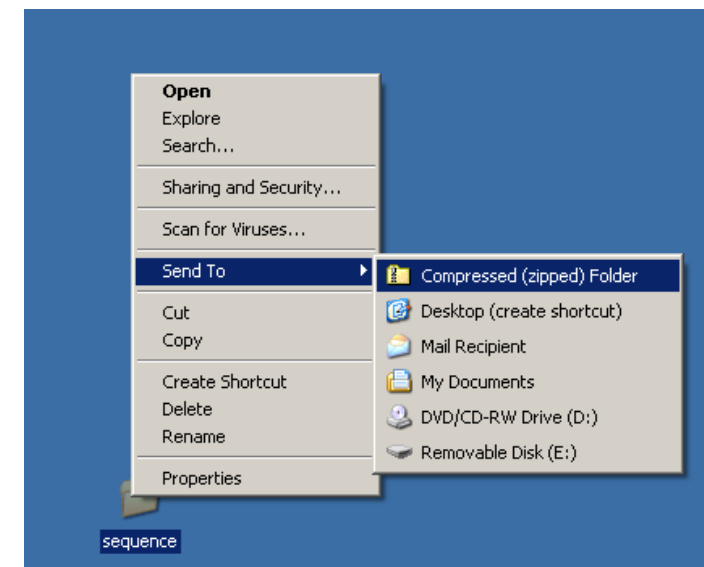 Open
Explore
Search...
Sharing and Security...
Scan for Viruses...
Send To
Cut
Copy
Create Shortcut
Delete
Rename
Properties
Compressed (zipped) Folder
Desktop (create shortcut)
Mail Recipient
My Documents
DVD/CD-RW Drive (D:)
Removable Disk (E:)
sequence